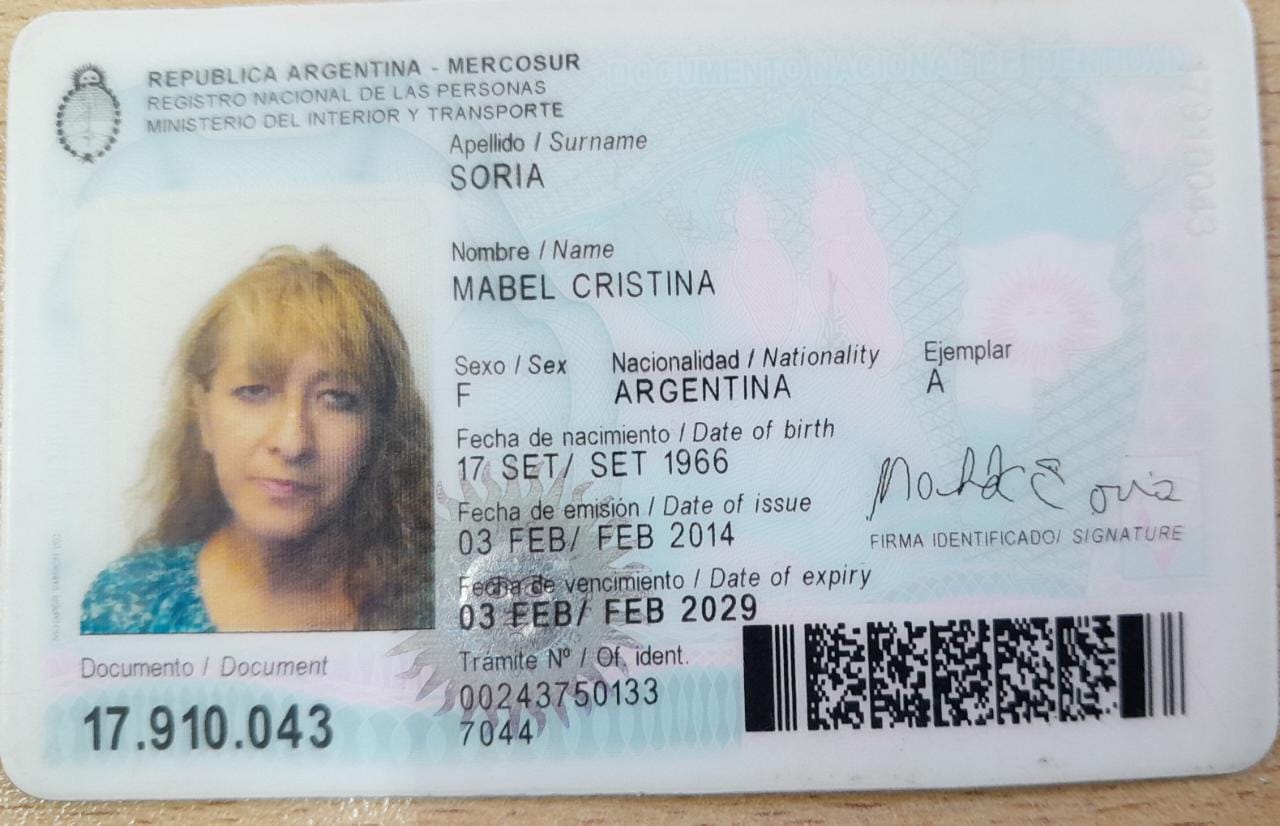 REPUBLICA ARGENTINA - MERCOSUR
REGISTRO NACIONAL DE LAS PERSONAS
MINISTERIO DEL INTERIOR Y TRANSPORTE
DOCUMENTO NACIONAL DE IDENTIDAD
Apellido / Surname
SORIA
Nombre / Name
MABEL CRISTINA
Sexo / Sex Nacionalidad / Nationality Ejemplar
F ARGENTINA A
Fecha de nacimiento / Date of birth
17 SET/ SET 1966
Fecha de emisión / Date of issue
03 FEB/ FEB 2014
FIRMA IDENTIFICADO/ SIGNATURE
Fecha de vencimiento / Date of expiry
03 FEB/ FEB 2029
Tramite Nº / Of. ident.
00243750133
7044
Documento / Document
17.910.043
17910043